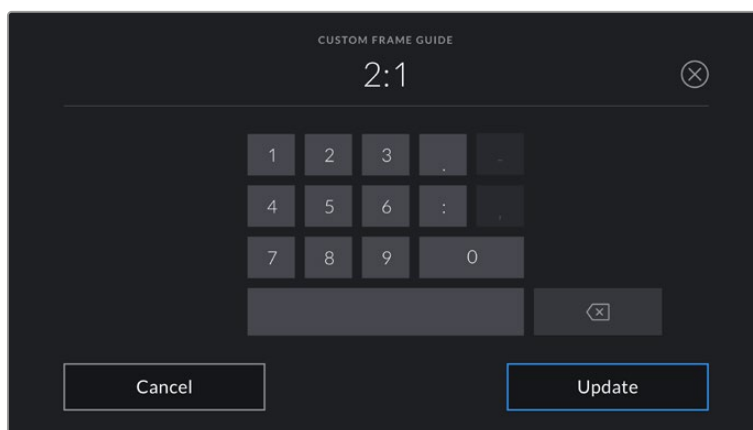 CUSTOM FRAME GUIDE
2:1
1 2 3 . -
4 5 6 : ,
7 8 9 0
Cancel Update